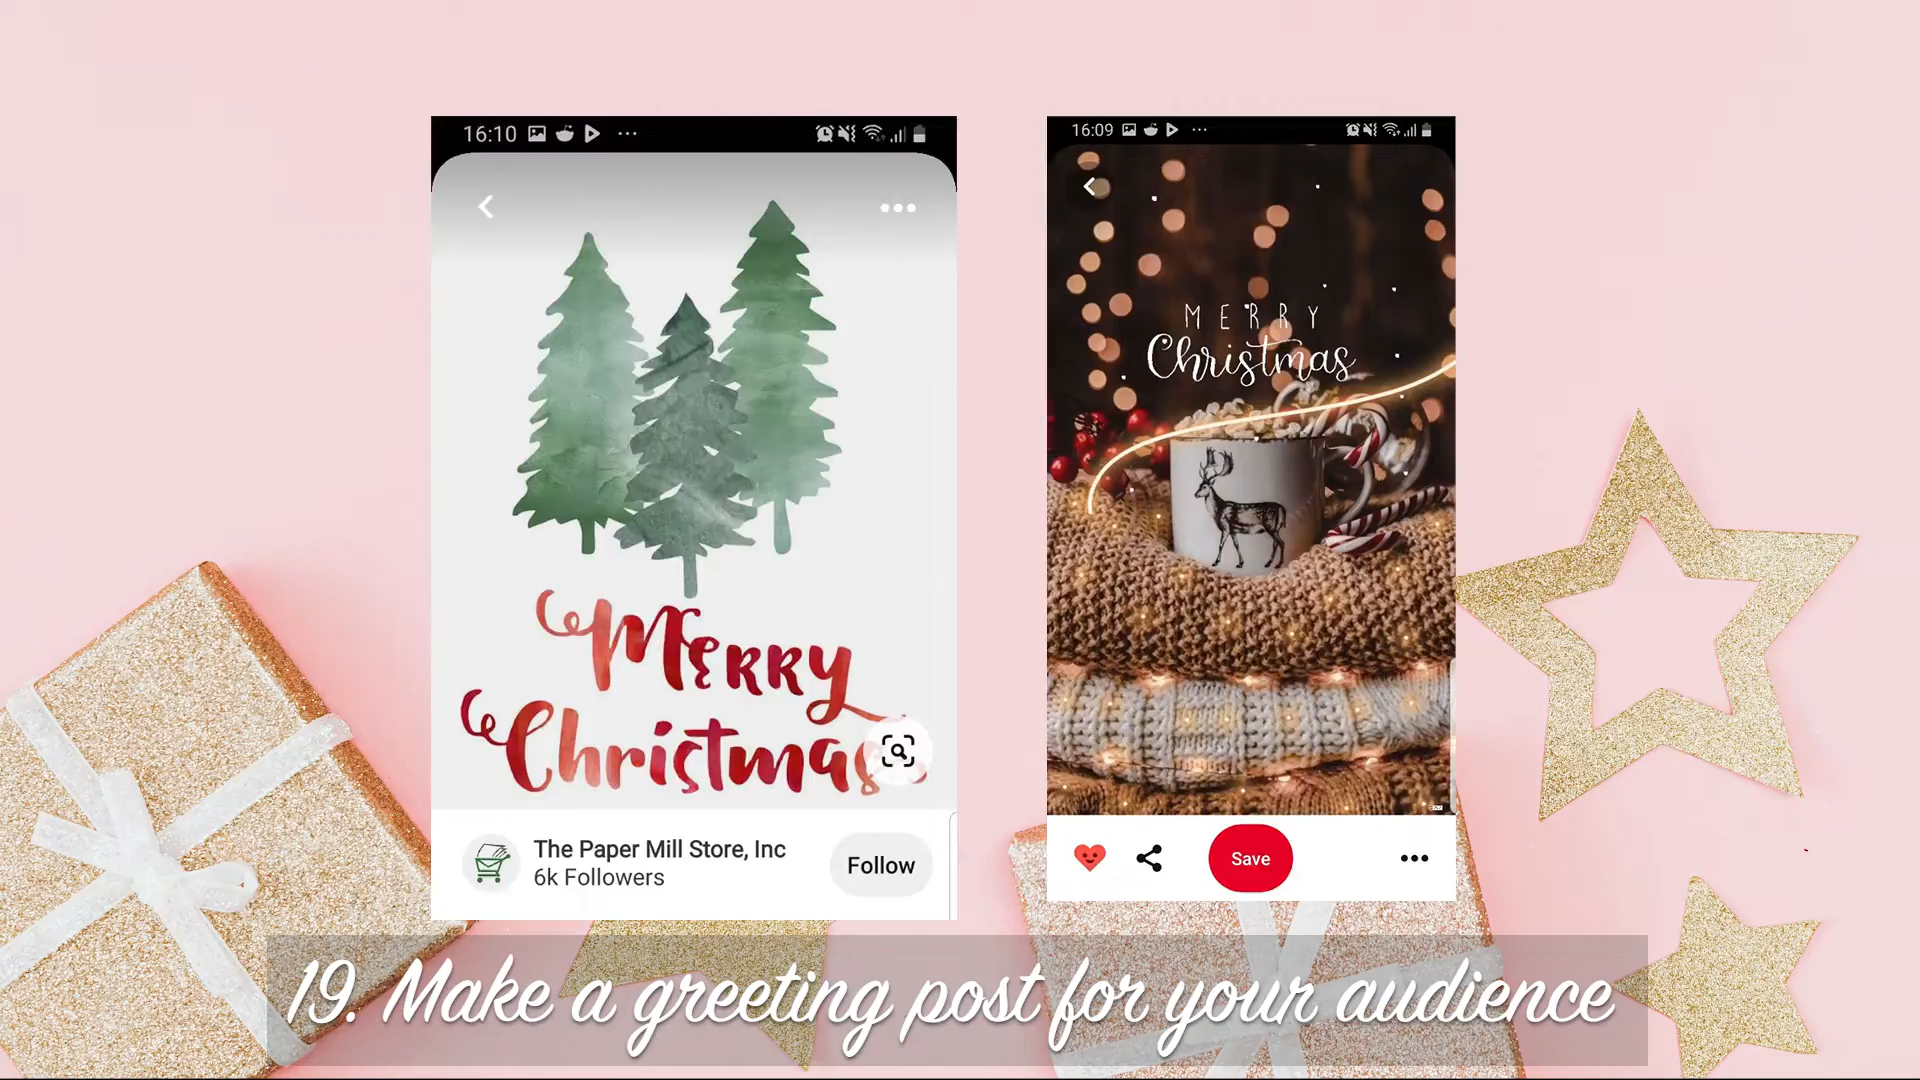 16:10
Merry
Christmas
The Paper Mill Store, Inc
6k Followers
Follow
16:09
MERRY
Christmas
Save
19. Make a greeting post for your audience